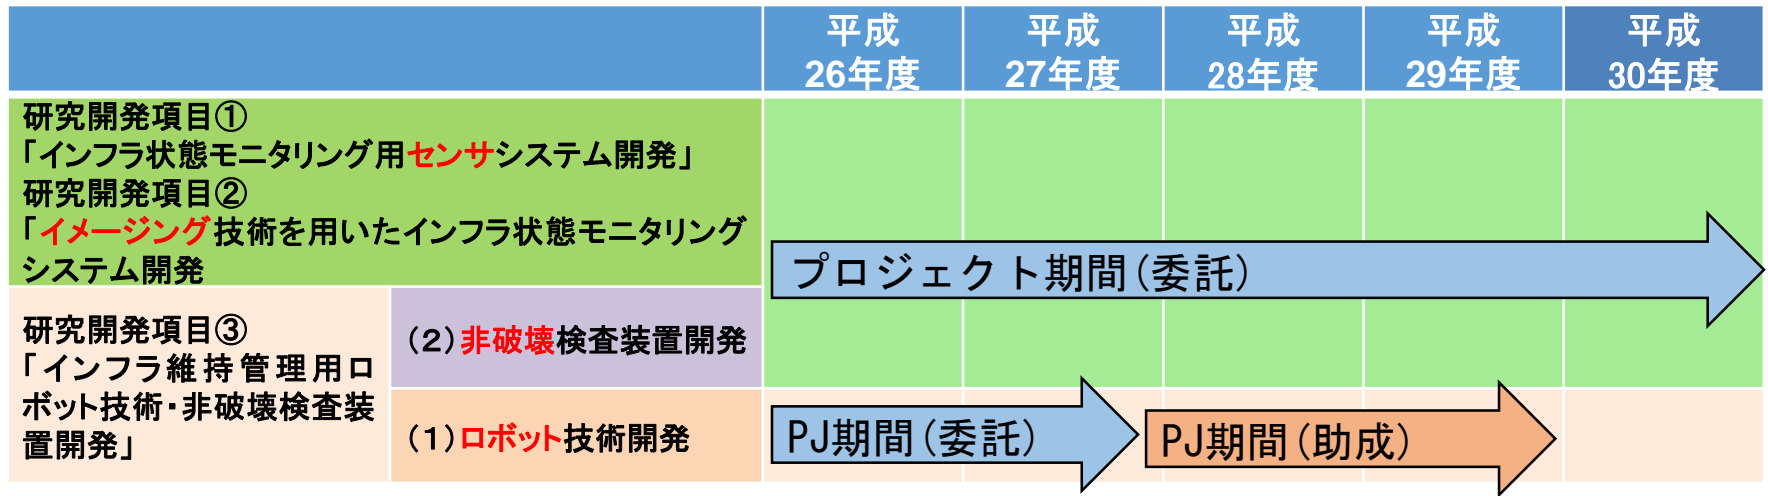 平成
26年度
平成
27年度
平成
28年度
平成
29年度
平成
30年度
研究開発項目①
「インフラ状態モニタリング用センサシステム開発」
研究開発項目②
「イメージング技術を用いたインフラ状態モニタリング
システム開発
プロジェクト期間(委託)
研究開発項目③
「インフラ維持管理用ロ
ボット技術・非破壊検査装
置開発」
(2)非破壊検査装置開発
(1)ロボット技術開発
PJ期間(委託)
PJ期間(助成)